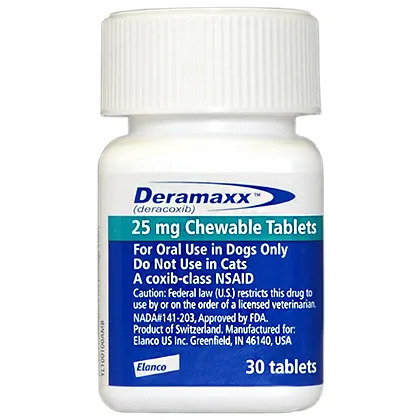 Deramaxx™
(deracoxib)
25 mg Chewable Tablets
For Oral Use in Dogs Only
Do Not Use in Cats
A coxib-class NSAID
Caution: Federal law (U.S.) restricts this drug to
use by or on the order of a licensed veterinarian.
NADA#141-203, Approved by FDA.
Product of Switzerland. Manufactured for:
Elanco US Inc. Greenfield, IN 46140, USA
Elanco
30 tablets
YL100100AMB